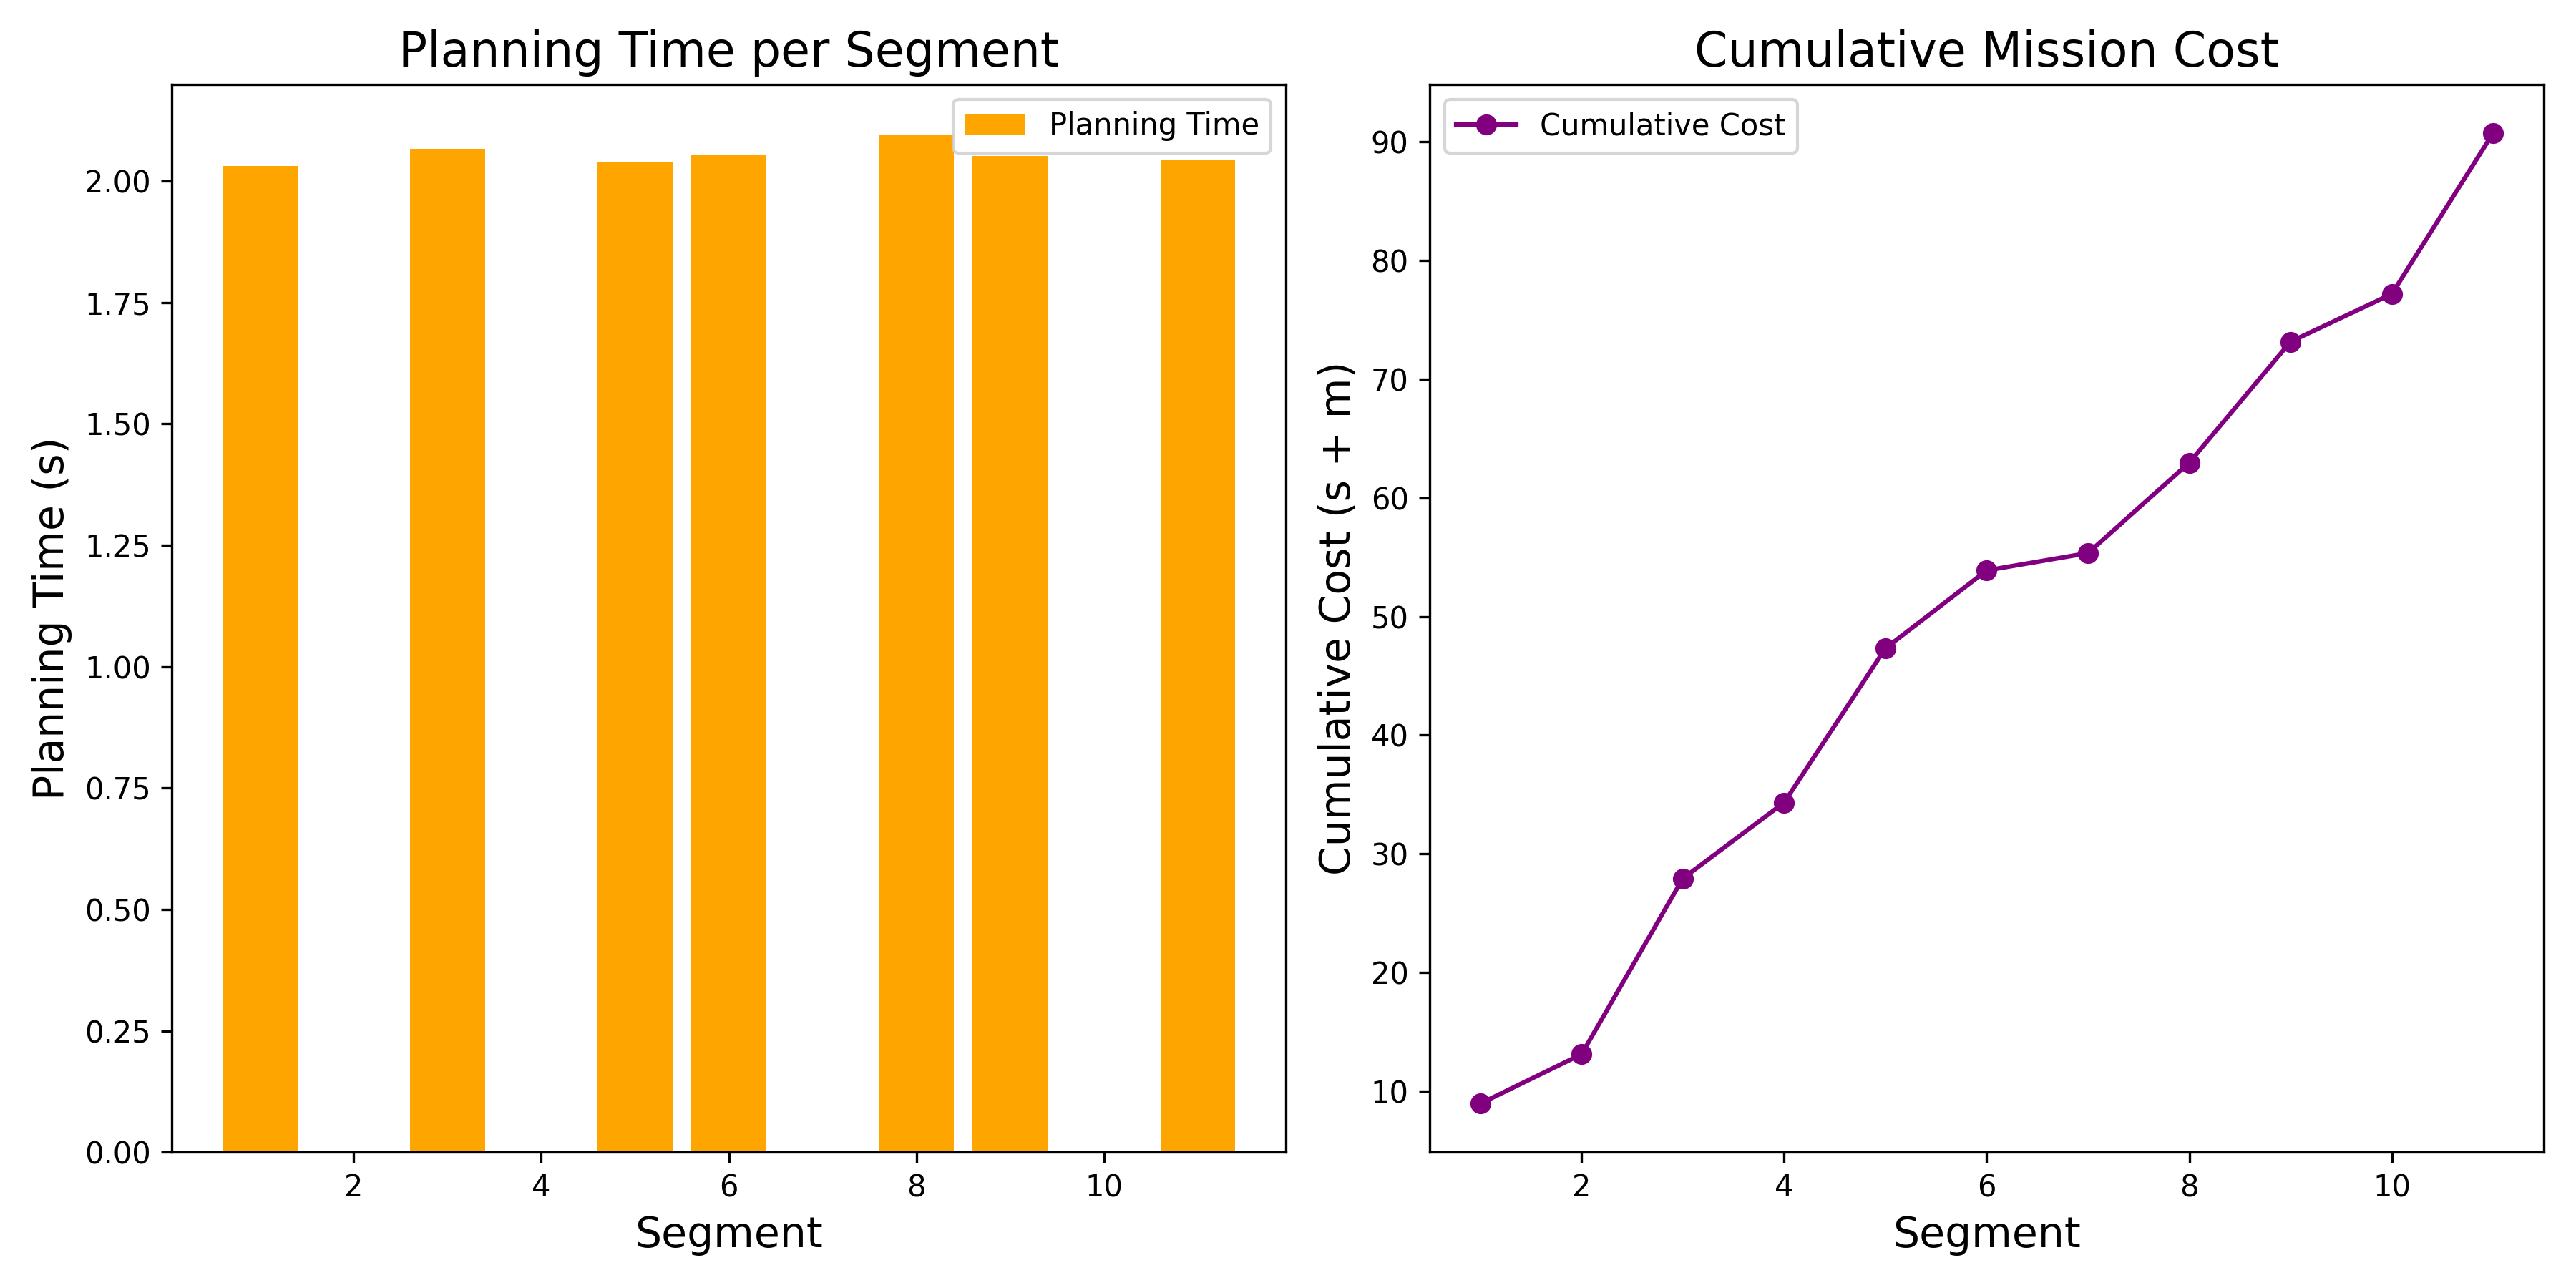 Planning Time per Segment
Planning Time
Planning Time (s)
2.00
1.75
1.50
1.25
1.00
0.75
0.50
0.25
0.00
2 4 6 8 10
Segment
Cumulative Mission Cost
Cumulative Cost
Cumulative Cost (s + m)
90
80
70
60
50
40
30
20
10
2 4 6 8 10
Segment